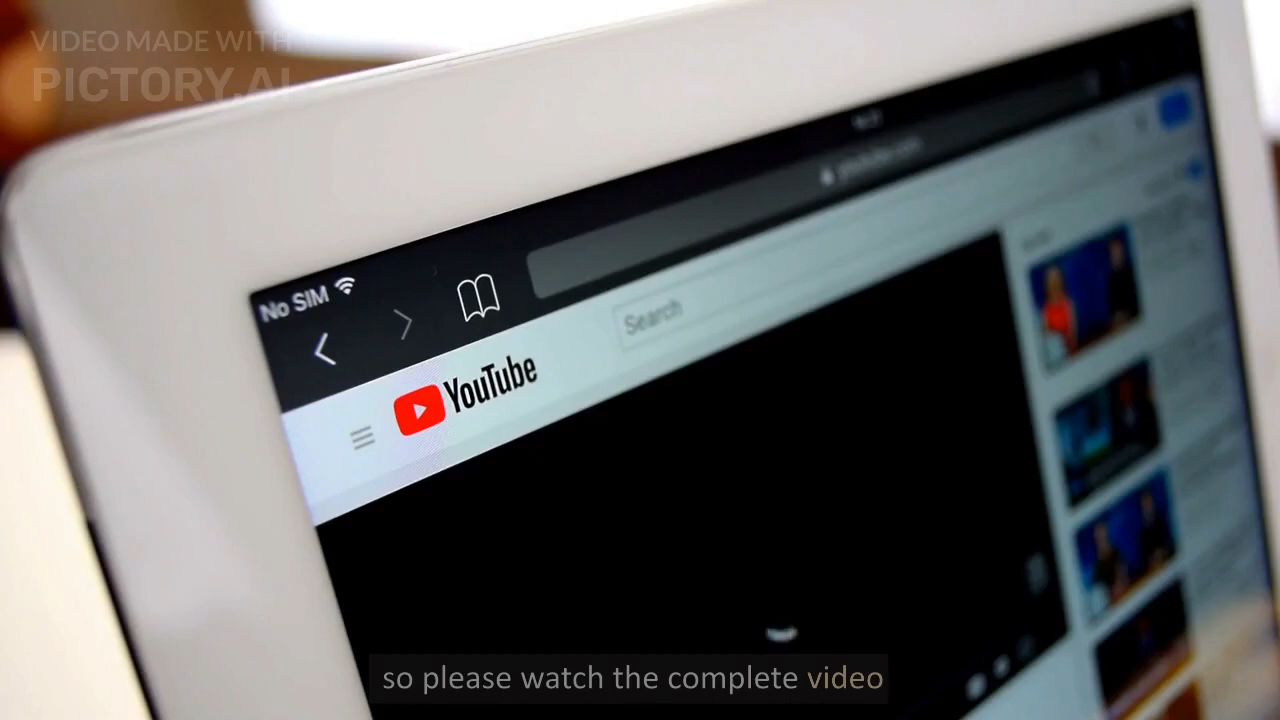 VIDEO MADE WITH
PICTORY.AI
No SIM
Search
YouTube
so please watch the complete video